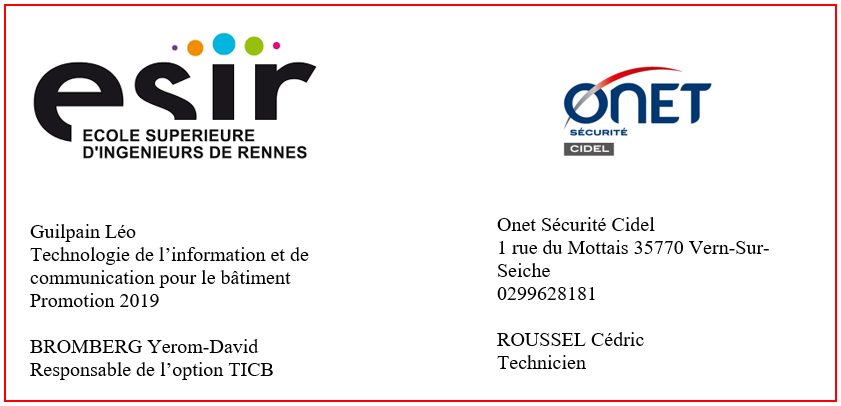 esir
ECOLE SUPERIEURE
D'INGENIEURS DE RENNES
ONET
SÉCURITÉ
CIDEL
Guilpain Léo
Technologie de l’information et de
communication pour le bâtiment
Promotion 2019
BROMBERG Yerom-David
Responsable de l’option TICB
Onet Sécurité Cidel
1 rue du Mottais 35770 Vern-Sur-
Seiche
0299628181
ROUSSEL Cédric
Technicien